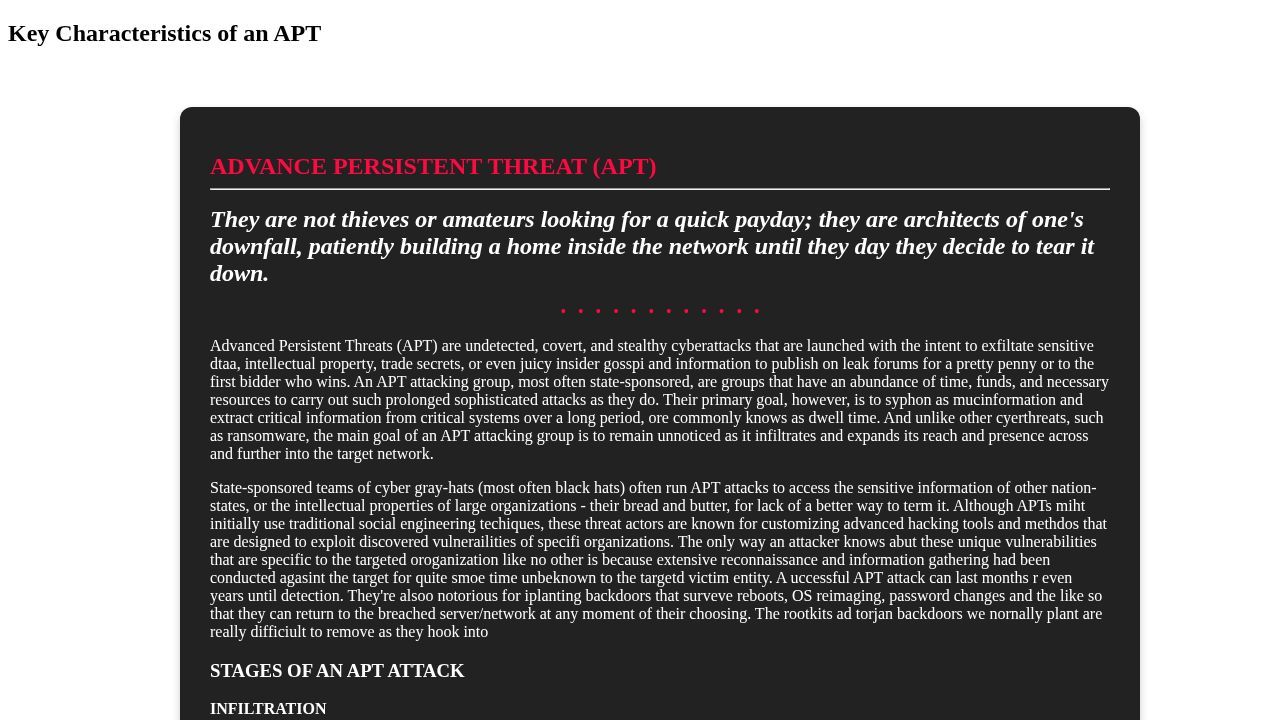 Key Characteristics of an APT
ADVANCE PERSISTENT THREAT (APT)
They are not thieves or amateurs looking for a quick payday; they are architects of one's
downfall, patiently building a home inside the network until they day they decide to tear it
down.
. . . . . . . . . . . .
Advanced Persistent Threats (APT) are undetected, covert, and stealthy cyberattacks that are launched with the intent to exfiltate sensitive
dtaa, intellectual property, trade secrets, or even juicy insider gosspi and information to publish on leak forums for a pretty penny or to the
first bidder who wins. An APT attacking group, most often state-sponsored, are groups that have an abundance of time, funds, and necessary
resources to carry out such prolonged sophisticated attacks as they do. Their primary goal, however, is to syphon as mucinformation and
extract critical information from critical systems over a long period, ore commonly knows as dwell time. And unlike other cyerthreats, such
as ransomware, the main goal of an APT attacking group is to remain unnoticed as it infiltrates and expands its reach and presence across
and further into the target network.
State-sponsored teams of cyber gray-hats (most often black hats) often run APT attacks to access the sensitive information of other nation-
states, or the intellectual properties of large organizations - their bread and butter, for lack of a better way to term it. Although APTs miht
initially use traditional social engineering techiques, these threat actors are known for customizing advanced hacking tools and methdos that
are designed to exploit discovered vulnerailities of specifi organizations. The only way an attacker knows abut these unique vulnerabilities
that are specific to the targeted oroganization like no other is because extensive reconnaissance and information gathering had been
conducted agasint the target for quite smoe time unbeknown to the targetd victim entity. A uccessful APT attack can last months r even
years until detection. They're alsoo notorious for iplanting backdoors that surveve reboots, OS reimaging, password changes and the like so
that they can return to the breached server/network at any moment of their choosing. The rootkits ad torjan backdoors we nornally plant are
really difficiult to remove as they hook into
STAGES OF AN APT ATTACK
INFILTRATION